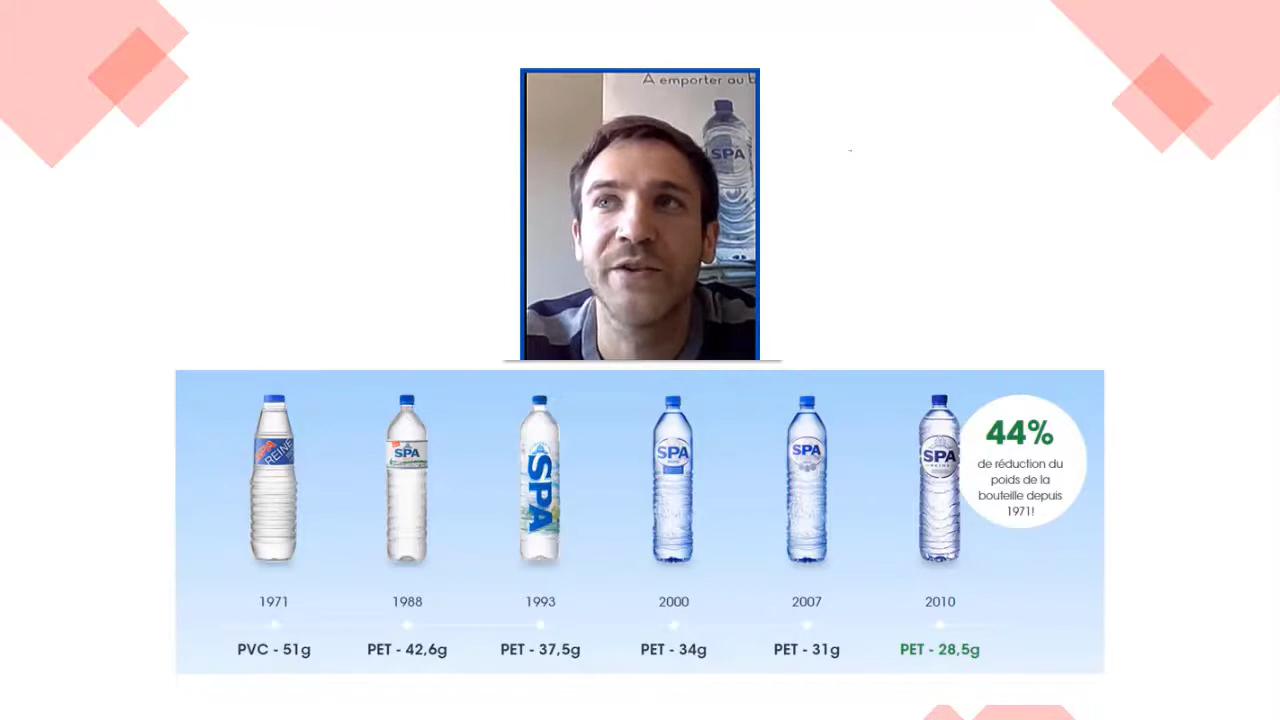 A emporter au b
SPA
SPA
REINE
SPA
SPA
SPA
SPA
SPA
REINE
44%
de réduction du
poids de la
bouteille depuis
1971!
1971
1988
1993
2000
2007
2010
PVC - 51g
PET - 42,6g
PET - 37,5g
PET - 34g
PET - 31g
PET - 28,5g